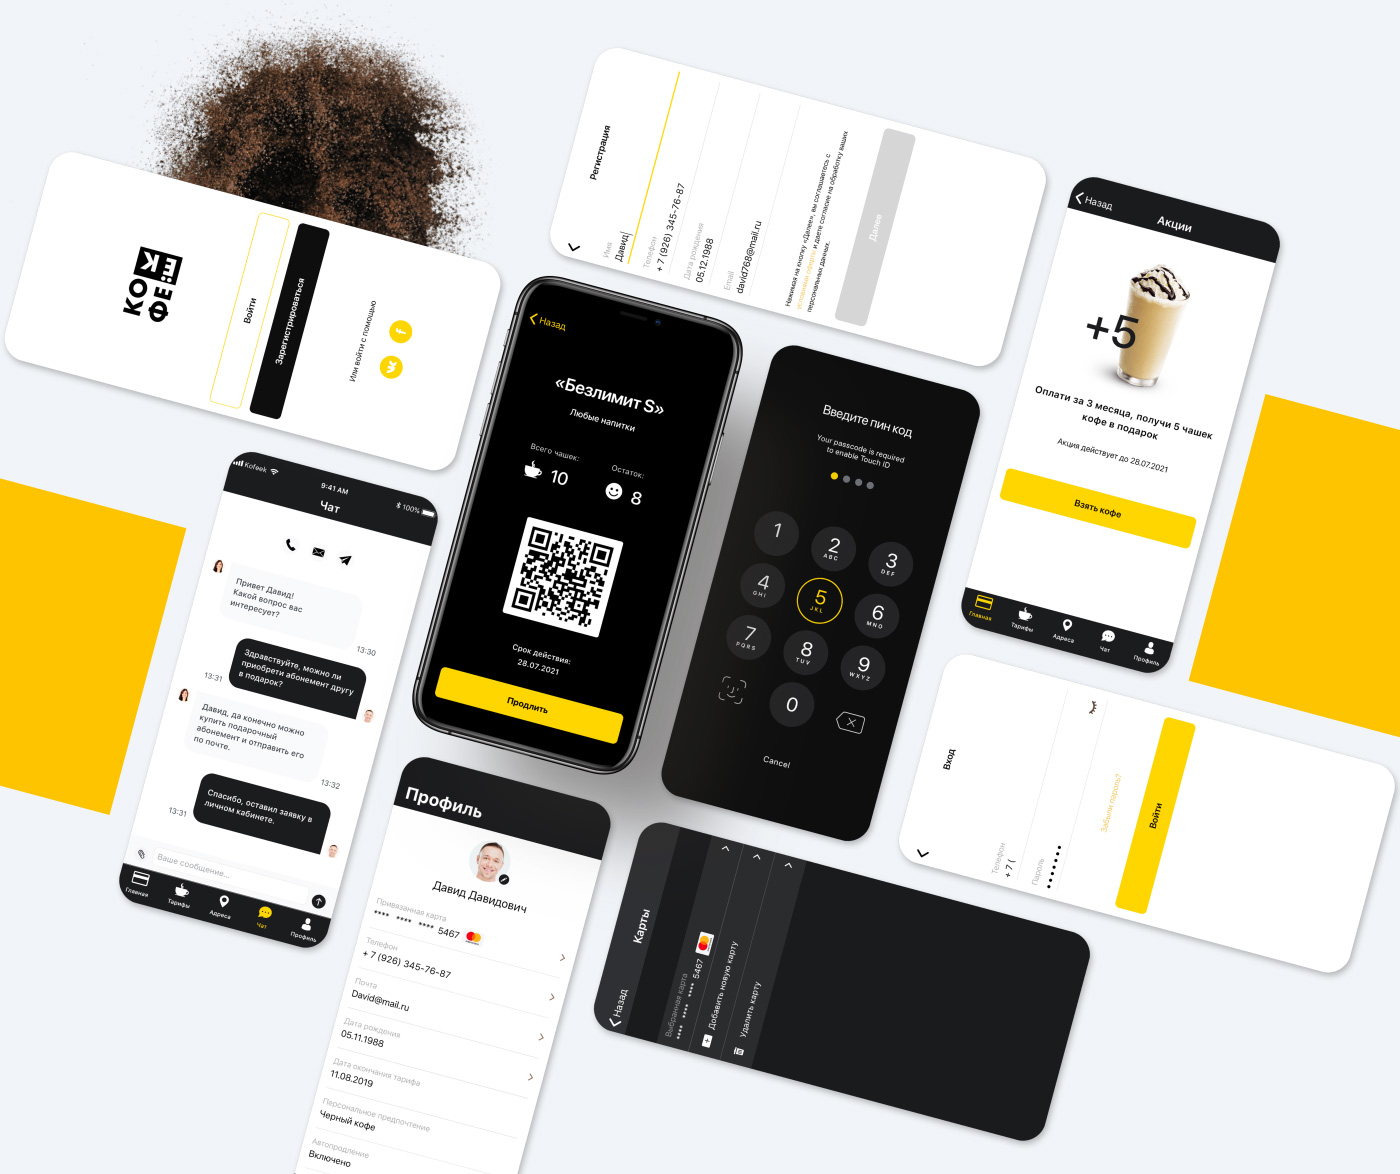 КО
ФЕ
ЁК
Войти
Зарегистрироваться
Или войти с помощью
f
Регистрация
Имя
Давид
Телефон
+ 7 (926) 345-76-87
Дата рождения
05.12.1988
Email
david768@mail.ru
Нажимая на кнопку «Далее», вы соглашаетесь с
условиями оферты и даете согласие на обработку ваших
персональных данных.
Далее
Назад
Акции
+5
Оплати за 3 месяца, получи 5 чашек
кофе в подарок
Акция действует до 28.07.2021
Взять кофе
Главная
Тарифы
Адреса
Чат
Профиль
Назад
«Безлимит S»
Любые напитки
Всего чашек:
10
Остаток:
8
Срок действия:
28.07.2021
Продлить
Введите пин код
Your passcode is required
to enable Touch ID
1
2
ABC
3
DEF
4
GHI
5
JKL
6
MNO
7
PQRS
8
TUV
9
WXYZ
0
Cancel
Kofeek
9:41 AM
100%
Чат
Привет Давид!
Какой вопрос вас
интересует?
13:30
Здравствуйте, можно ли
приобрети абонемент другу
в подарок?
13:31
Давид, да конечно можно
купить подарочный
абонемент и отправить его
по почте.
13:32
Спасибо, оставил заявку в
личном кабинете.
13:31
Ваше сообщение...
Главная
Тарифы
Адреса
Чат
Профиль
Вход
Телефон
+ 7 (
Пароль
Забыли пароль?
Войти
Профиль
Давид Давидович
Привязанная карта
**** **** **** 5467
Телефон
+ 7 (926) 345-76-87
Почта
David@mail.ru
Дата рождения
05.11.1988
Дата окончания тарифа
11.08.2019
Персональное предпочтение
Черный кофе
Автопродление
Включено
Назад
Карты
Выбранная карта
**** **** **** 5467
Добавить новую карту
Удалить карту